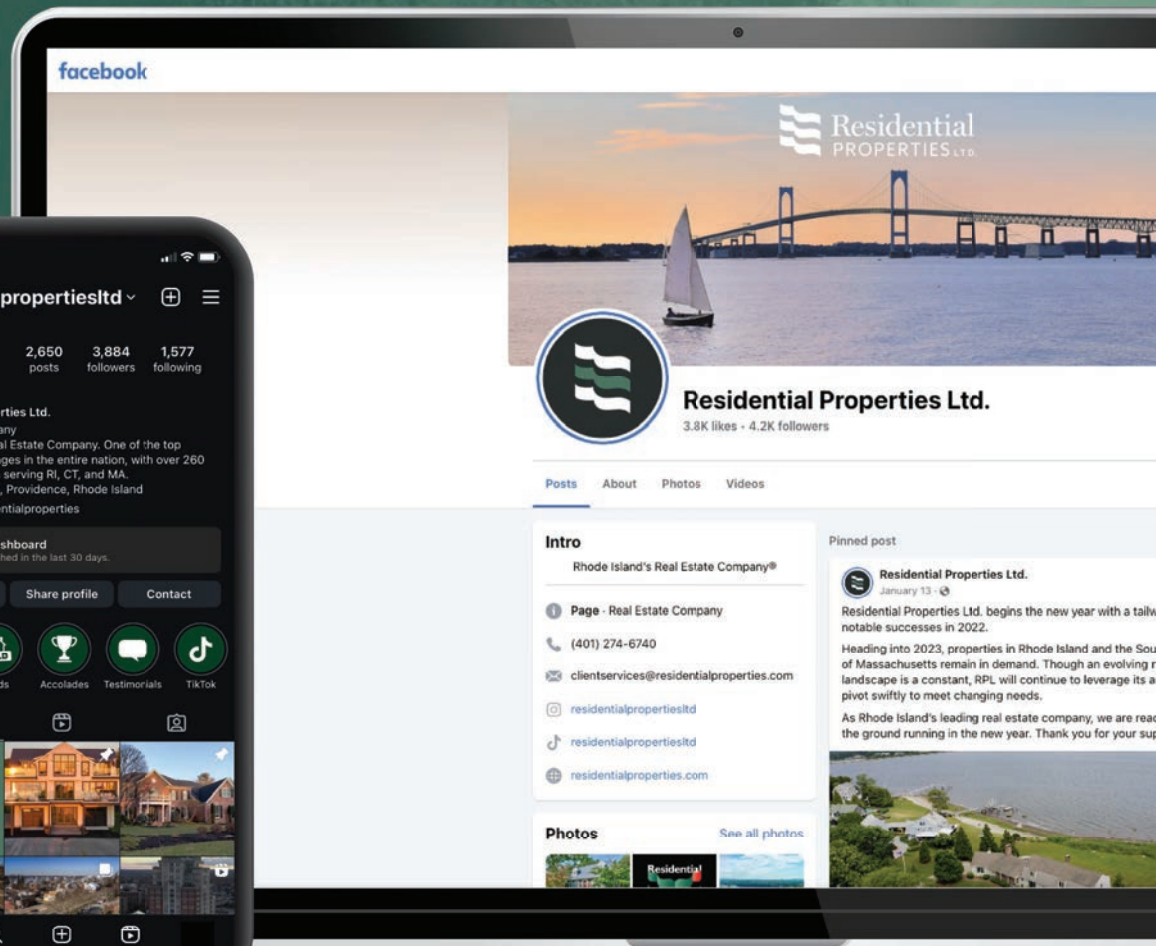 facebook
Residential
PROPERTIES LTD.
Residential Properties Ltd.
3.8K likes • 4.2K followers
Posts About Photos Videos
Intro
Rhode Island's Real Estate Company®
Page · Real Estate Company
(401) 274-6740
clientservices@residentialproperties.com
residentialpropertiesltd
residentialpropertiesltd
residentialproperties.com
Photos See all photos
Residential
Pinned post
Residential Properties Ltd.
January 13 ·
Residential Properties Ltd. begins the new year with a
notable successes in 2022.
Heading into 2023, properties in Rhode Island and the
of Massachusetts remain in demand. Though an evolving
landscape is a constant, RPL will continue to leverage its
pivot swiftly to meet changing needs.
As Rhode Island's leading real estate company, we are
the ground running in the new year. Thank you for your
propertiesltd
2,650 3,884 1,577
posts followers following
Ltd.
Estate Company. One of the top
in the entire nation, with over 260
serving RI, CT, and MA.
, Providence, Rhode Island
in the last 30 days.
Share profile Contact
Accolades Testimonials TikTok